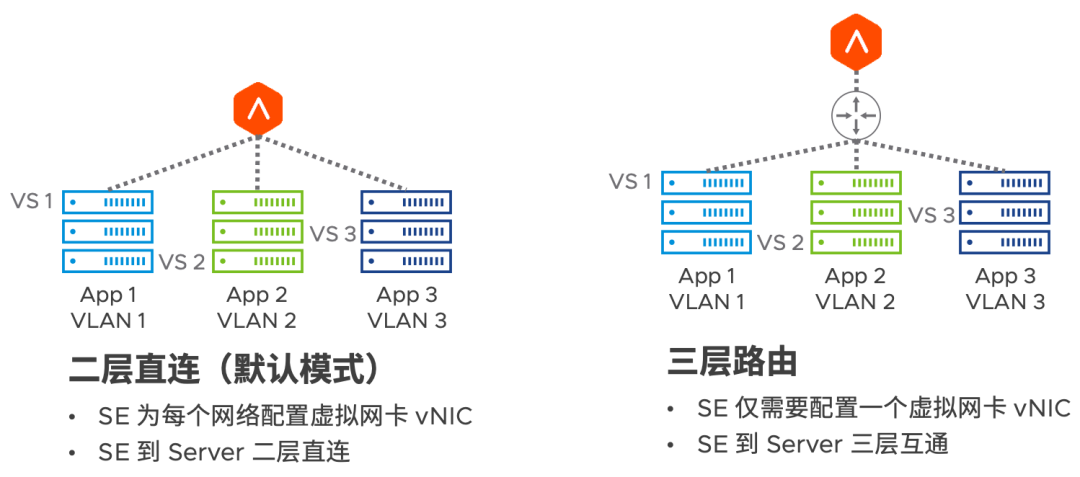 VS 1
VS 2
VS 3
App 1
VLAN 1
App 2
VLAN 2
App 3
VLAN 3
二层直连（默认模式）
• SE 为每个网络配置虚拟网卡 vNIC
• SE 到 Server 二层直连
VS 1
VS 2
VS 3
App 1
VLAN 1
App 2
VLAN 2
App 3
VLAN 3
三层路由
• SE 仅需要配置一个虚拟网卡 vNIC
• SE 到 Server 三层互通